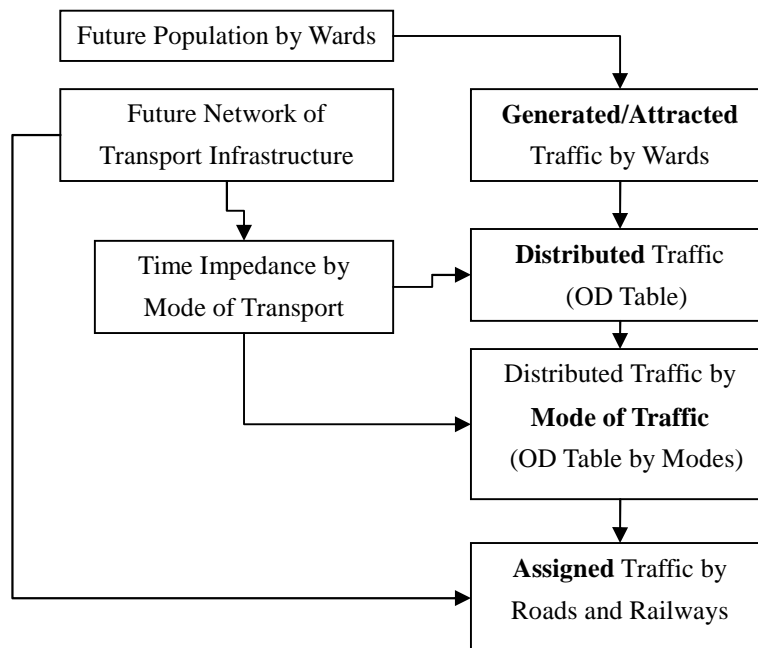 Future Population by Wards
Future Network of
Transport Infrastructure
Generated/Attracted
Traffic by Wards
Time Impedance by
Mode of Transport
Distributed Traffic
(OD Table)
Distributed Traffic by
Mode of Traffic
(OD Table by Modes)
Assigned Traffic by
Roads and Railways